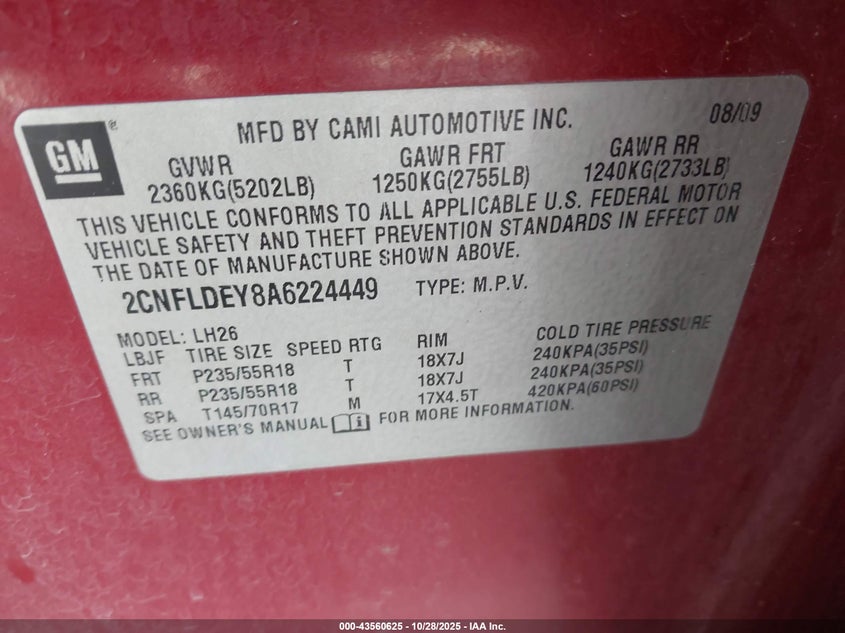 GM®
MFD BY CAMI AUTOMOTIVE INC. 08/09
GVWR GAWR FRT GAWR RR
2360KG(5202LB) 1250KG(2755LB) 1240KG(2733LB)
THIS VEHICLE CONFORMS TO ALL APPLICABLE U.S. FEDERAL MOTOR
VEHICLE SAFETY AND THEFT PREVENTION STANDARDS IN EFFECT ON
THE DATE OF MANUFACTURE SHOWN ABOVE.
2CNFLDEY8A6224449 TYPE: M.P.V.
MODEL: LH26
LBJF TIRE SIZE SPEED RTG RIM COLD TIRE PRESSURE
FRT P235/55R18 T 18X7J 240KPA(35PSI)
RR P235/55R18 T 18X7J 240KPA(35PSI)
SPA T145/70R17 M 17X4.5T 420KPA(60PSI)
SEE OWNER'S MANUAL FOR MORE INFORMATION.
000-43560625 - 10/28/2025 - IAA Inc.